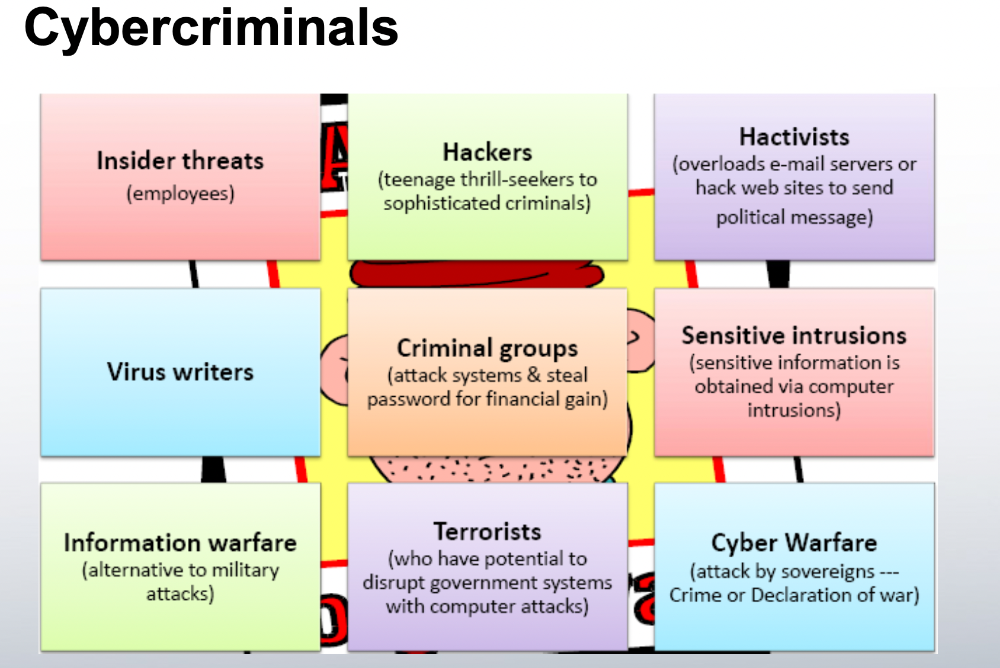 Cybercriminals
Insider threats
(employees)
Hackers
(teenage thrill-seekers to
sophisticated criminals)
Hactivists
(overloads e-mail servers or
hack web sites to send
political message)
Virus writers
Criminal groups
(attack systems & steal
password for financial gain)
Sensitive intrusions
(sensitive information is
obtained via computer
intrusions)
Information warfare
(alternative to military
attacks)
Terrorists
(who have potential to
disrupt government systems
with computer attacks)
Cyber Warfare
(attack by sovereigns ---
Crime or Declaration of war)